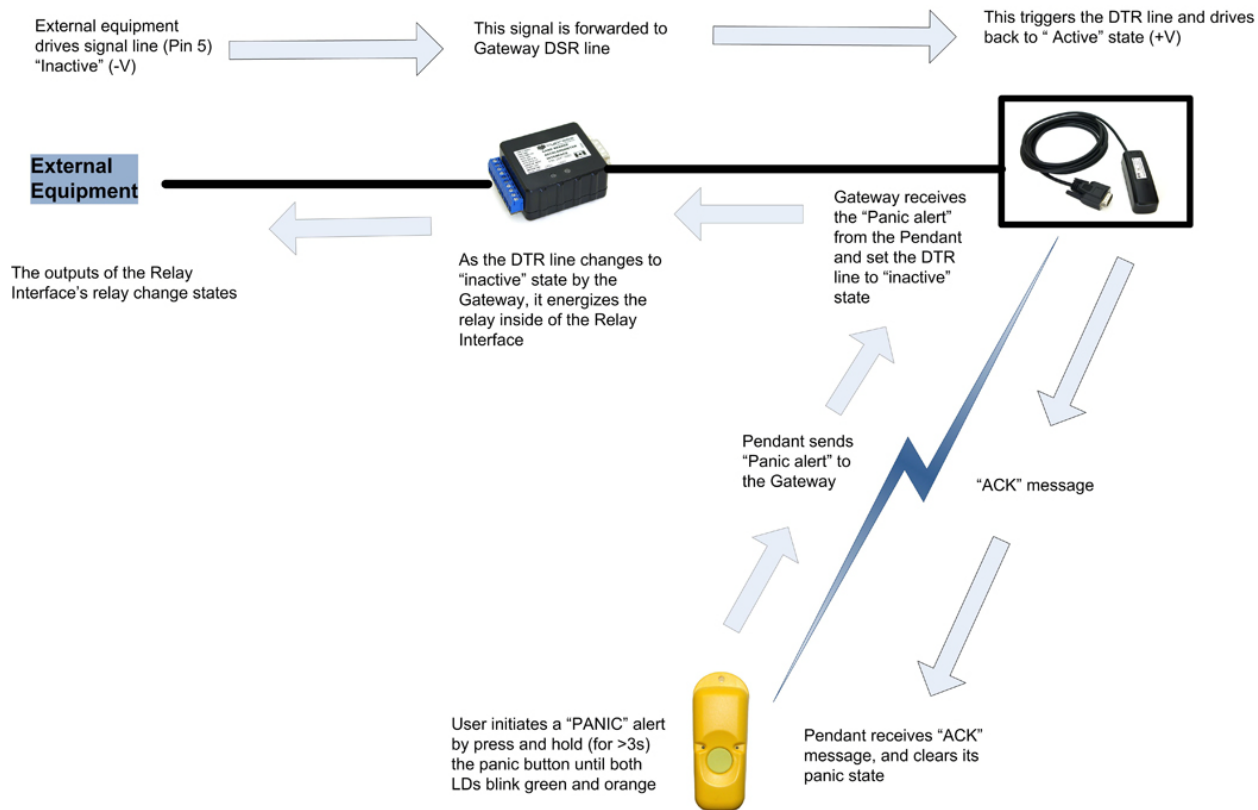 External equipment
drives signal line (Pin 5)
“Inactive” (-V)
This signal is forwarded to
Gateway DSR line
This triggers the DTR line and drives
back to “ Active” state (+V)
External
Equipment
Gateway receives
the “Panic alert”
from the Pendant
and set the DTR
line to “inactive”
state
The outputs of the Relay
Interface’s relay change states
As the DTR line changes to
“inactive” state by the
Gateway, it energizes the
relay inside of the Relay
Interface
Pendant sends
“Panic alert” to
the Gateway
“ACK” message
User initiates a “PANIC” alert
by press and hold (for >3s)
the panic button until both
LDs blink green and orange
Pendant receives “ACK”
message, and clears its
panic state